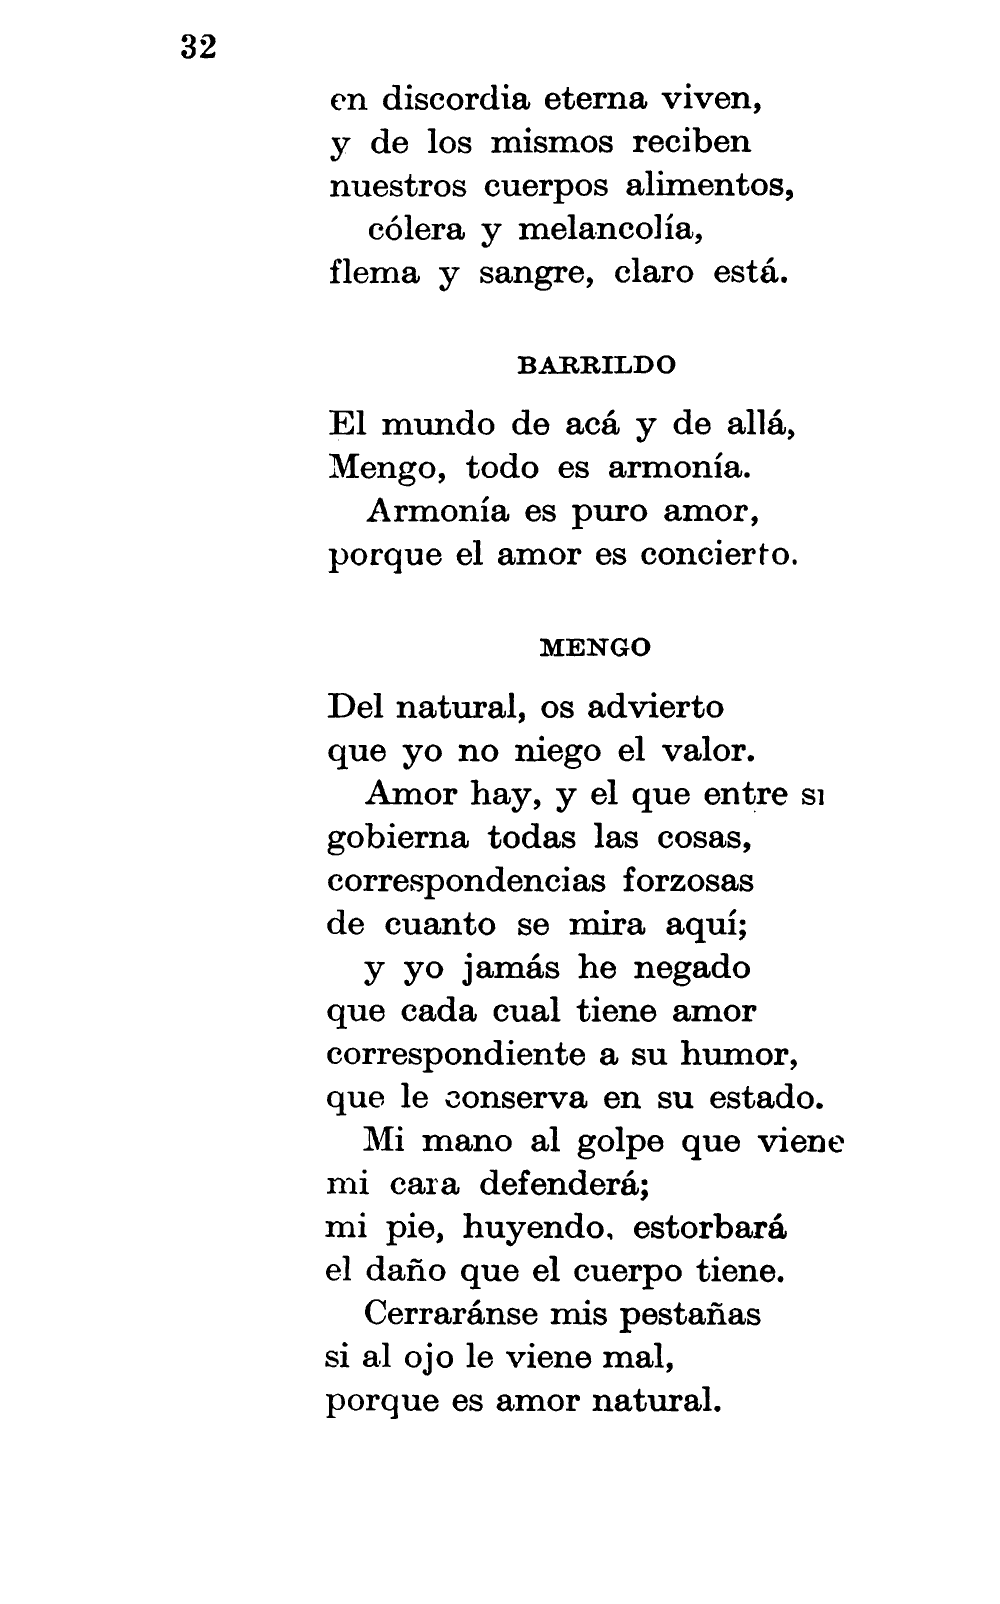 32
en discordia eterna viven,
y de los mismos reciben
nuestros cuerpos alimentos,
cólera y melancolía,
flema y sangre, claro está.
BARRILDO
El mundo de acá y de allá,
Mengo, todo es armonía.
Armonía es puro amor,
porque el amor es concierto.
MENGO
Del natural, os advierto
que yo no niego el valor.
Amor hay, y el que entre si
gobierna todas las cosas,
correspondencias forzosas
de cuanto se mira aquí;
y yo jamás he negado
que cada cual tiene amor
correspondiente a su humor,
que le conserva en su estado.
Mi mano al golpe que viene
mi cara defenderá;
mi pie, huyendo, estorbará
el daño que el cuerpo tiene.
Cerraránse mis pestañas
si al ojo le viene mal,
porque es amor natural.